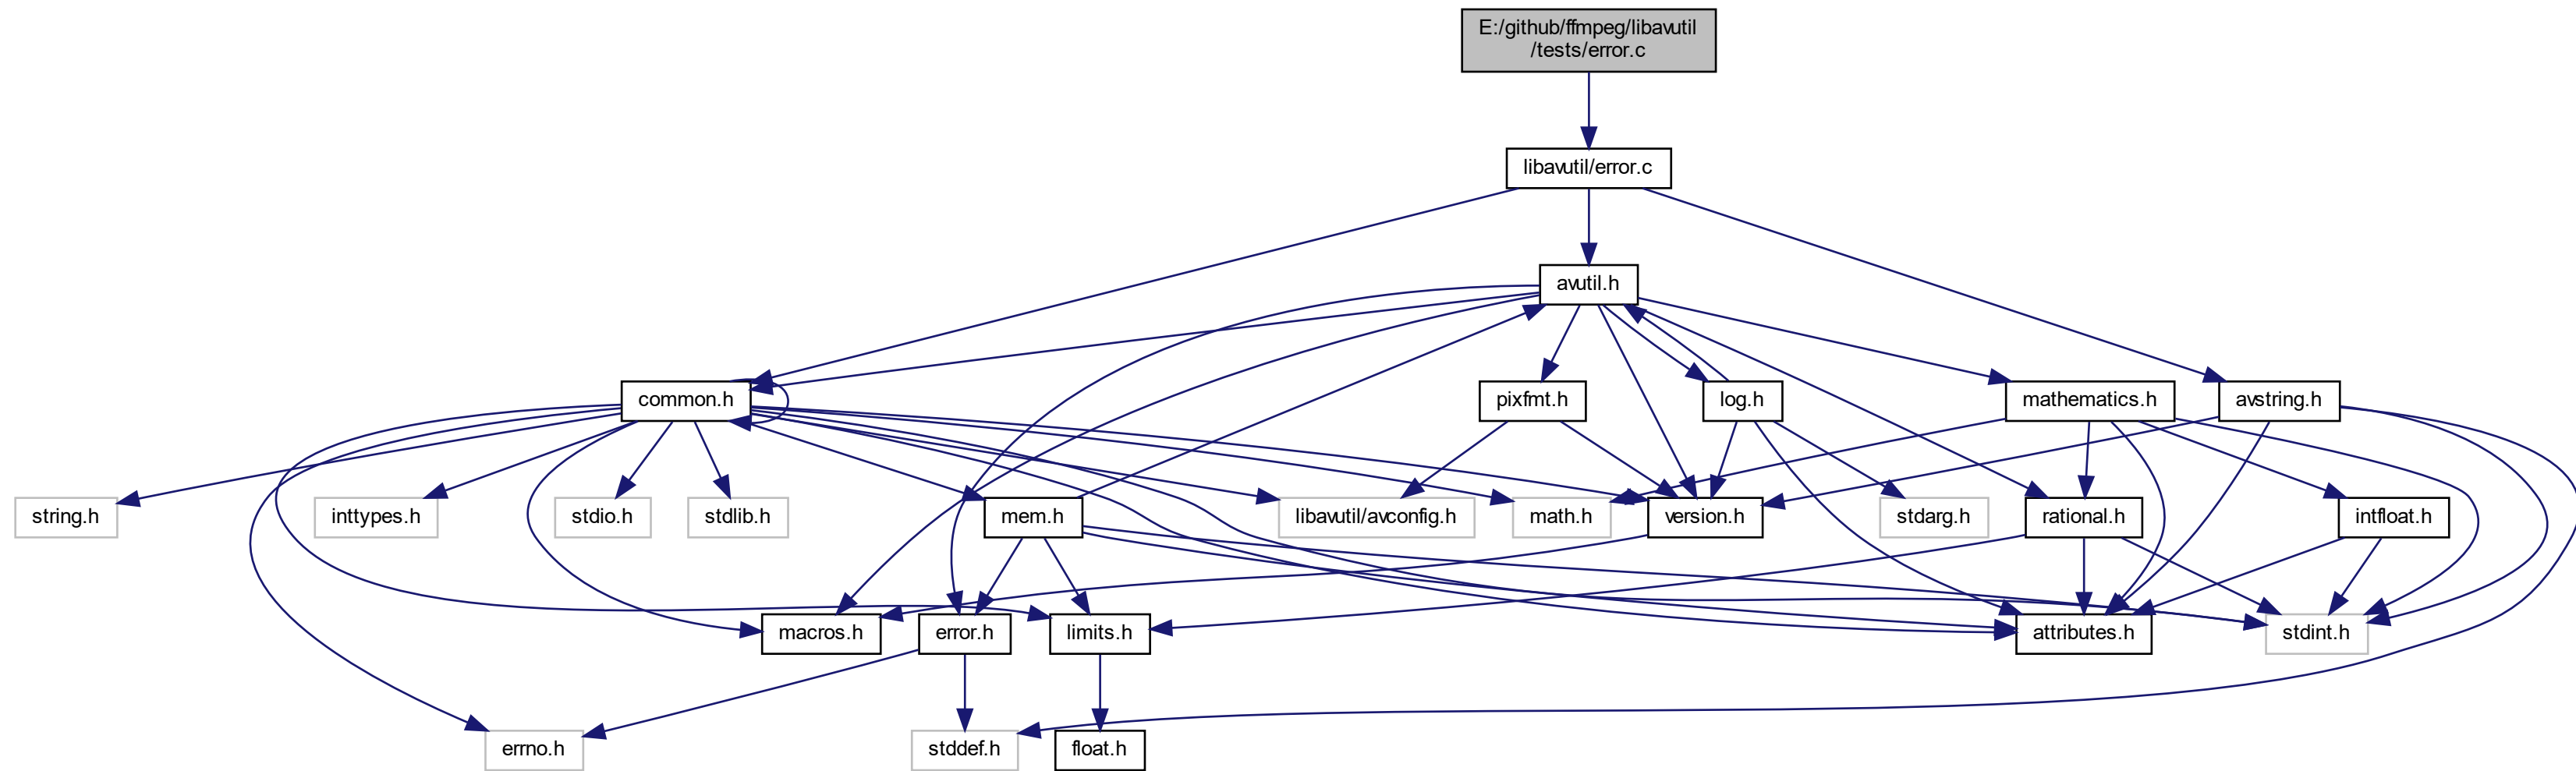 E:/github/ffmpeg/libavutil
/tests/error.c
libavutil/error.c
avutil.h
common.h
pixfmt.h
log.h
mathematics.h
avstring.h
string.h
inttypes.h
stdio.h
stdlib.h
mem.h
libavutil/avconfig.h
math.h
version.h
stdarg.h
rational.h
intfloat.h
macros.h
error.h
limits.h
attributes.h
stdint.h
errno.h
stddef.h
float.h